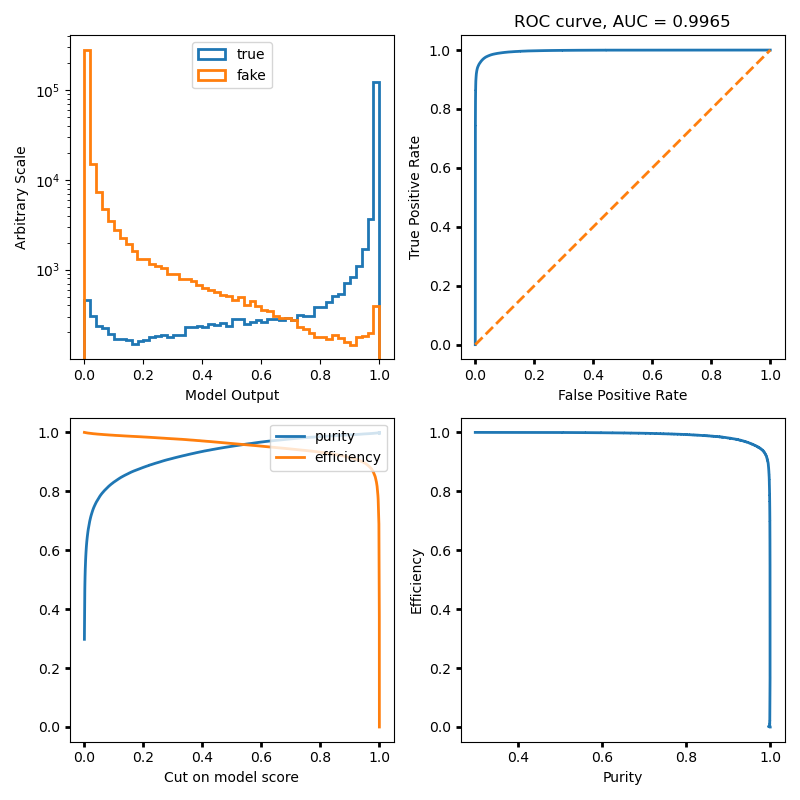 true
fake
10^5
10^4
10^3
Arbitrary Scale
0.0 0.2 0.4 0.6 0.8 1.0
Model Output
ROC curve, AUC = 0.9965
1.0
0.8
0.6
0.4
0.2
0.0
True Positive Rate
0.0 0.2 0.4 0.6 0.8 1.0
False Positive Rate
purity
efficiency
1.0
0.8
0.6
0.4
0.2
0.0
0.0 0.2 0.4 0.6 0.8 1.0
Cut on model score
1.0
0.8
0.6
0.4
0.2
0.0
Efficiency
0.4 0.6 0.8 1.0
Purity